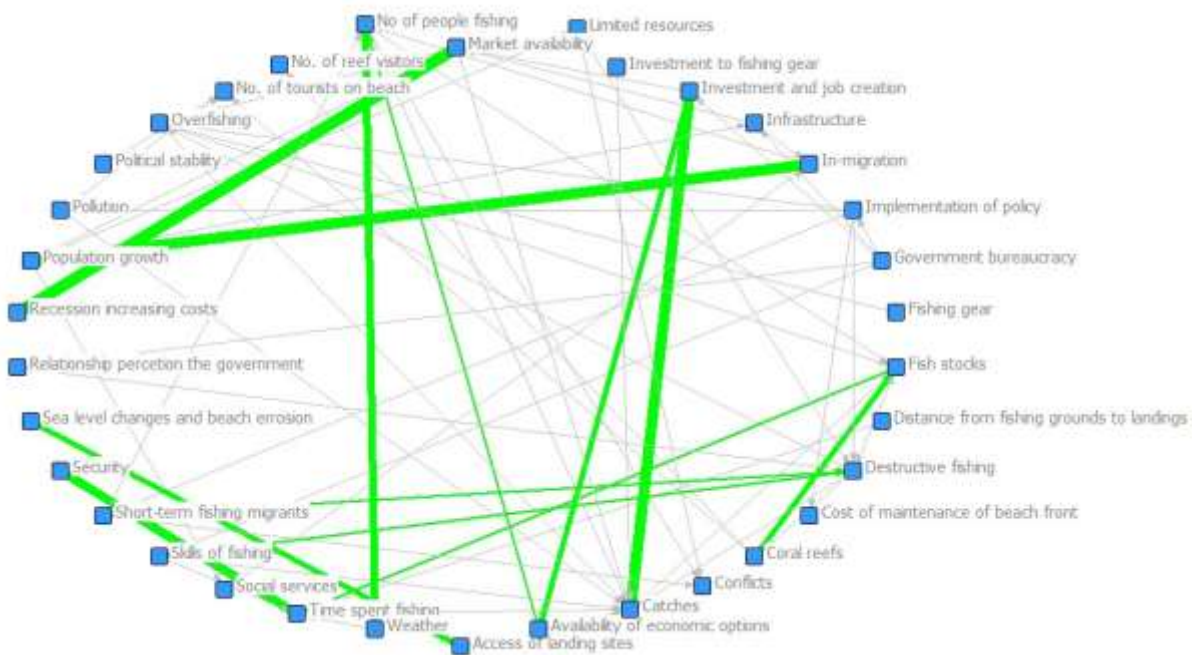 No of people fishing
Limited resources
Market availabilty
No. of reef visitors
Investment to fishing gear
No. of tourists on beach
Investment and job creation
Overfishing
Infrastructure
Political stablity
In-migration
Pollution
Implementation of policy
Population growth
Government bureaucracy
Recession increasing costs
Fishing gear
Relationship percetion the government
Fish stocks
Sea level changes and beach errosion
Distance from fishing grounds to landings
Security
Destructive fishing
Short-term fishing migrants
Cost of maintenance of beach front
Skills of fishing
Coral reefs
Social services
Conflicts
Time spent fishing
Catches
Weather
Availability of economic options
Access of landing sites